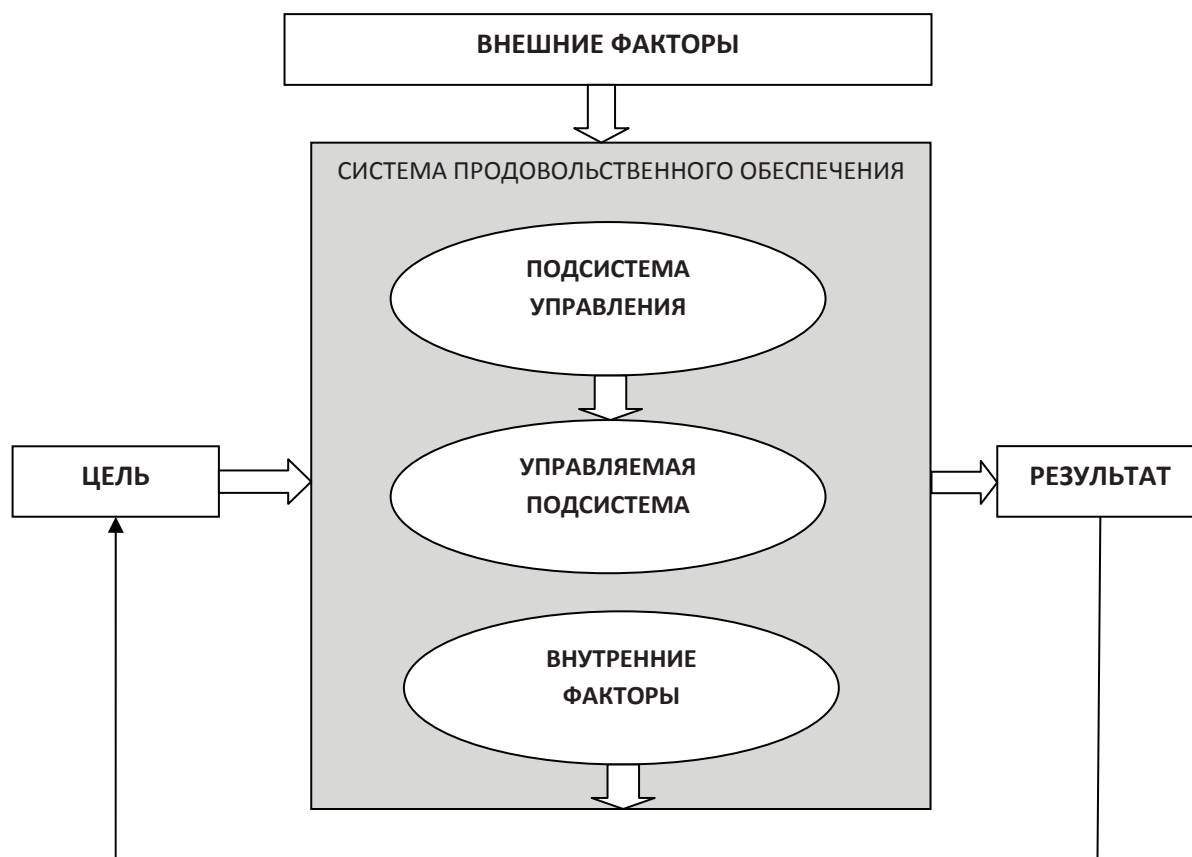 ВНЕШНИЕ ФАКТОРЫ
СИСТЕМА ПРОДОВОЛЬСТВЕННОГО ОБЕСПЕЧЕНИЯ
ПОДСИСТЕМА
УПРАВЛЕНИЯ
ЦЕЛЬ
УПРАВЛЯЕМАЯ
ПОДСИСТЕМА
РЕЗУЛЬТАТ
ВНУТРЕННИЕ
ФАКТОРЫ